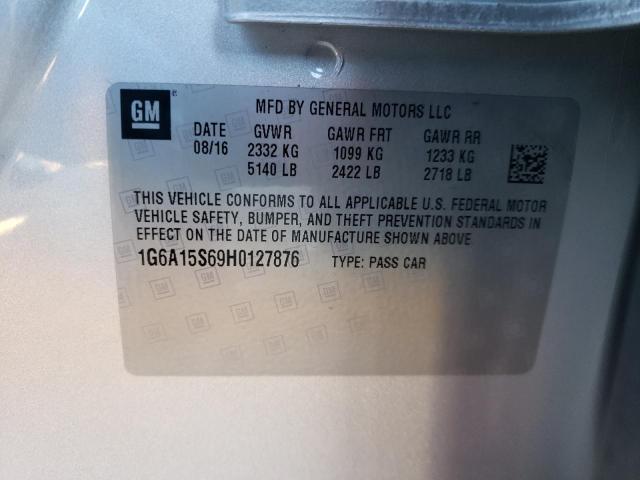 GM
MFD BY GENERAL MOTORS LLC
DATE GVWR GAWR FRT GAWR RR
08/16 2332 KG 1099 KG 1233 KG
5140 LB 2422 LB 2718 LB
THIS VEHICLE CONFORMS TO ALL APPLICABLE U.S. FEDERAL MOTOR
VEHICLE SAFETY, BUMPER, AND THEFT PREVENTION STANDARDS IN
EFFECT ON THE DATE OF MANUFACTURE SHOWN ABOVE.
1G6A15S69H0127876 TYPE: PASS CAR